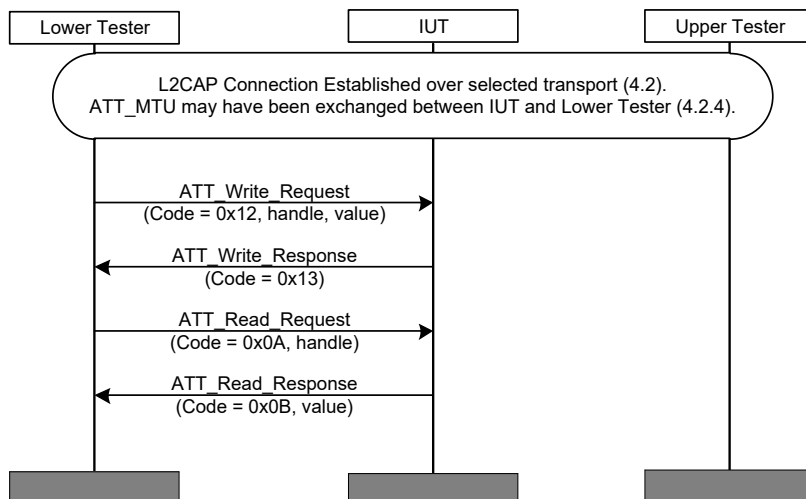 Lower Tester
IUT
Upper Tester
L2CAP Connection Established over selected transport (4.2).
ATT_MTU may have been exchanged between IUT and Lower Tester (4.2.4).
ATT_Write_Request
(Code = 0x12, handle, value)
ATT_Write_Response
(Code = 0x13)
ATT_Read_Request
(Code = 0x0A, handle)
ATT_Read_Response
(Code = 0x0B, value)